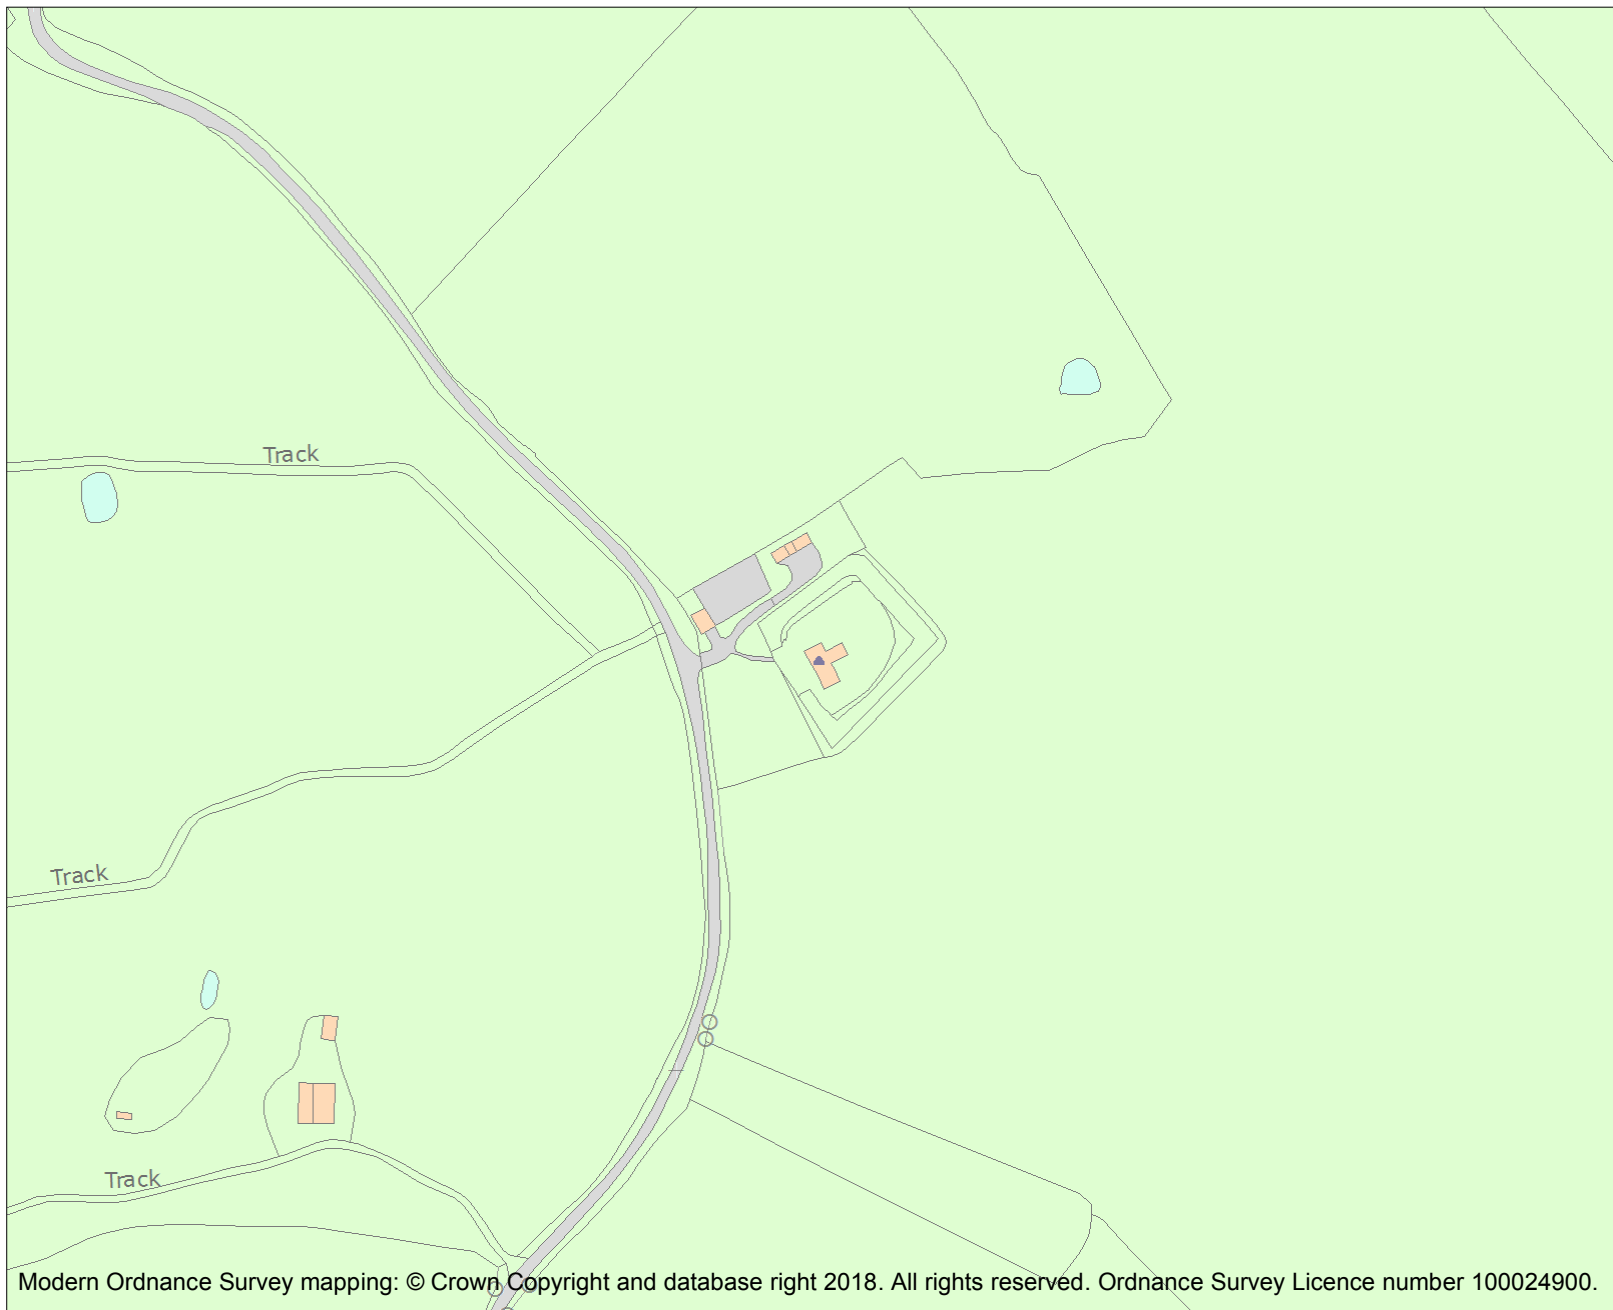 Track
Track
Track
Modern Ordnance Survey mapping: © Crown Copyright and database right 2018. All rights reserved. Ordnance Survey Licence number 100024900.